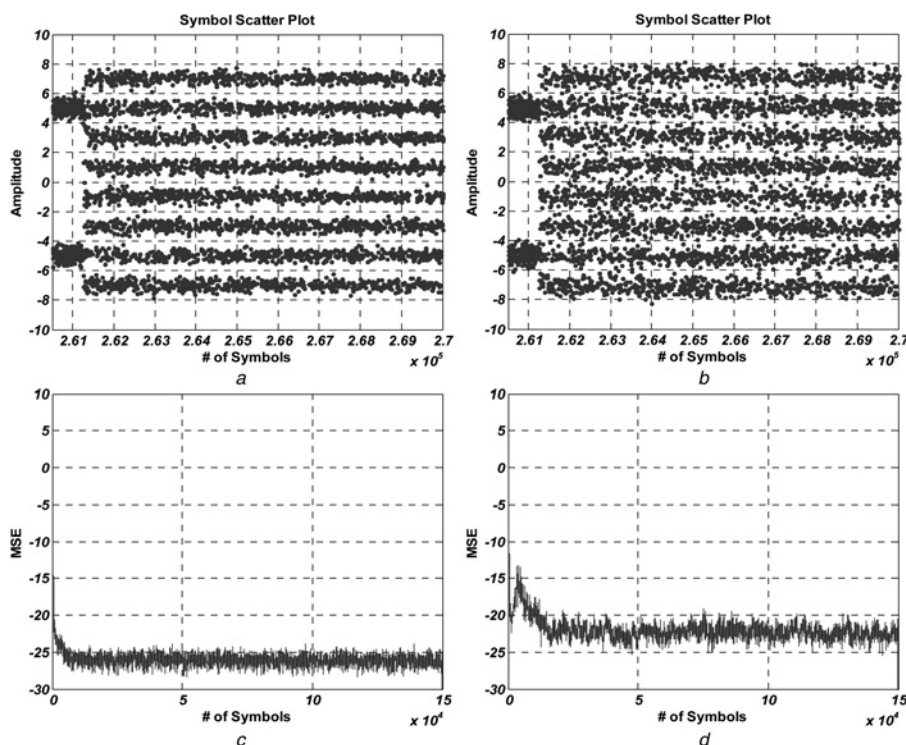 Symbol Scatter Plot
10
8
6
4
2
0
-2
-4
-6
-8
-10
Amplitude
2.61 2.62 2.63 2.64 2.65 2.66 2.67 2.68 2.69 2.7
# of Symbols
x 10^5
a
Symbol Scatter Plot
10
8
6
4
2
0
-2
-4
-6
-8
-10
Amplitude
2.61 2.62 2.63 2.64 2.65 2.66 2.67 2.68 2.69 2.7
# of Symbols
x 10^5
b
10
5
0
-5
-10
-15
-20
-25
-30
MSE
0 5 10 15
# of Symbols
x 10^4
c
10
5
0
-5
-10
-15
-20
-25
-30
MSE
0 5 10 15
# of Symbols
x 10^4
d